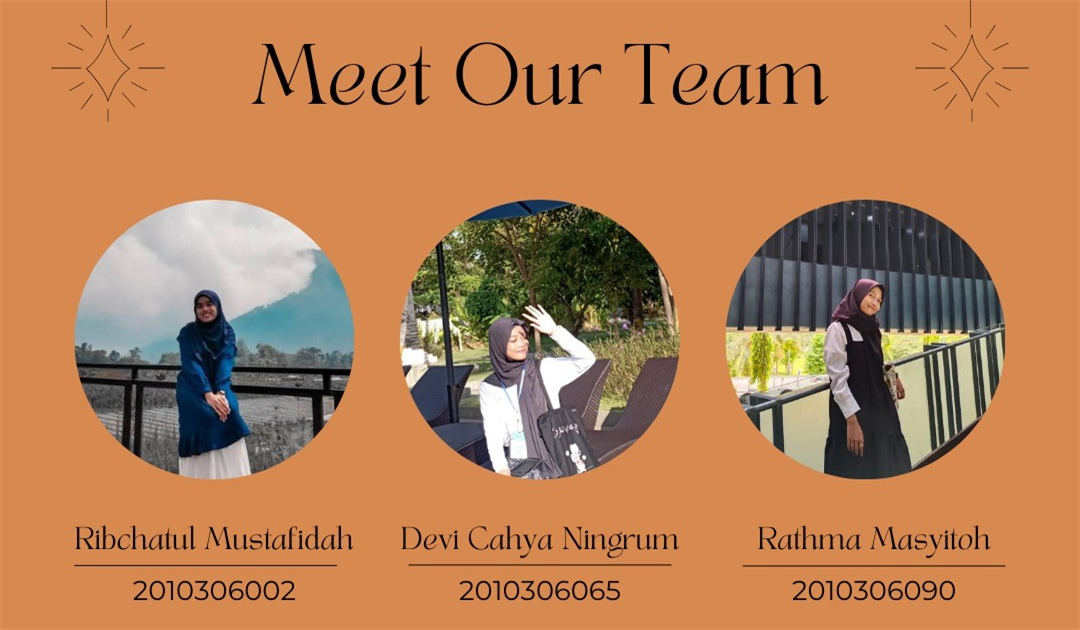 Meet Our Team
Ribchatul Mustafidah
Devi Cahya Ningrum
Rathma Masyitoh
2010306002
2010306065
2010306090